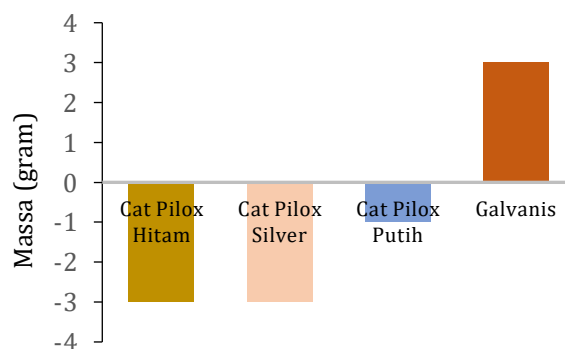 Massa (gram)
4
3
2
1
0
-1
-2
-3
-4
Cat Pilox
Hitam
Cat Pilox
Silver
Cat Pilox
Putih
Galvanis